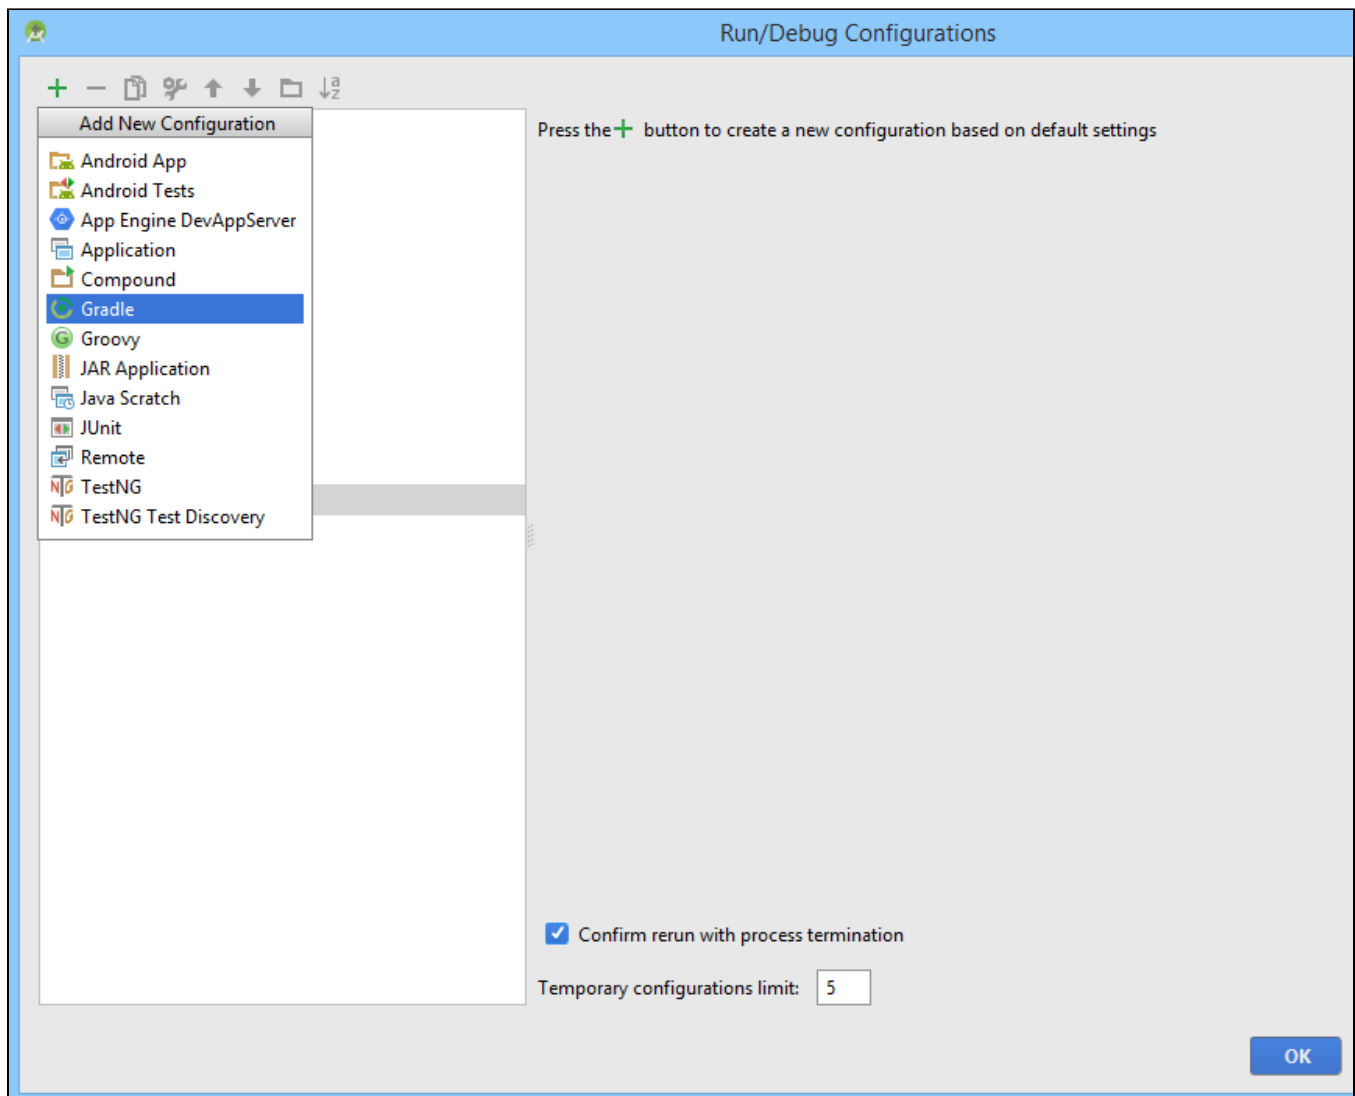 Run/Debug Configurations
Add New Configuration
Press the + button to create a new configuration based on default settings
Android App
Android Tests
App Engine DevAppServer
Application
Compound
Gradle
Groovy
JAR Application
Java Scratch
JUnit
Remote
TestNG
TestNG Test Discovery
Confirm rerun with process termination
Temporary configurations limit: 5
OK